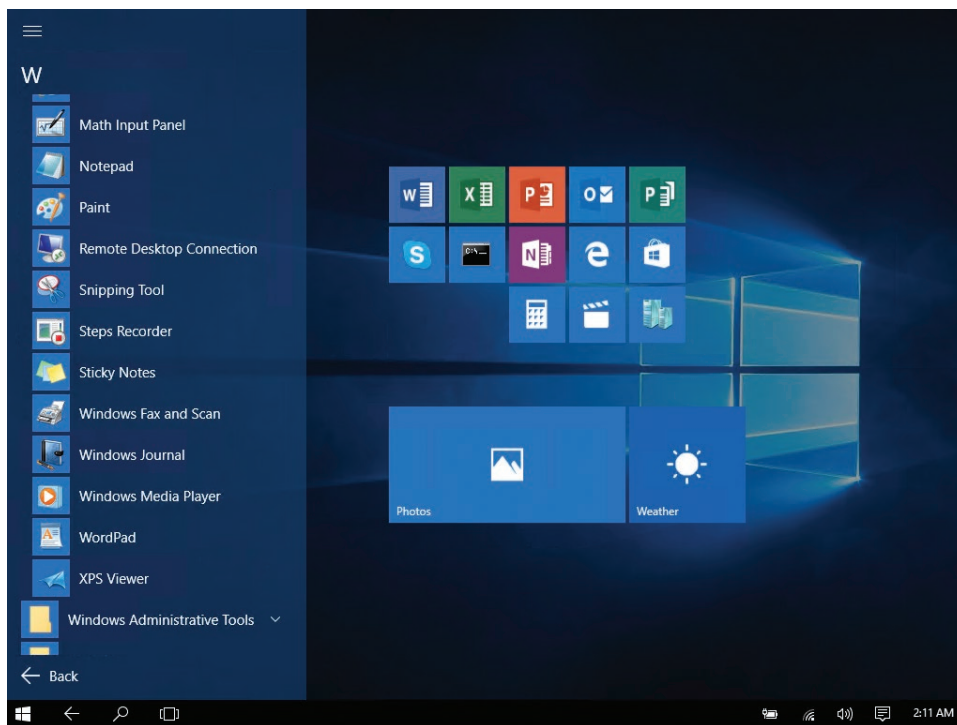 W
Math Input Panel
Notepad
Paint
Remote Desktop Connection
Snipping Tool
Steps Recorder
Sticky Notes
Windows Fax and Scan
Windows Journal
Windows Media Player
WordPad
XPS Viewer
Windows Administrative Tools
Back
W
X
P
O
P
S
C:\_
N
e
Photos
Weather
2:11 AM